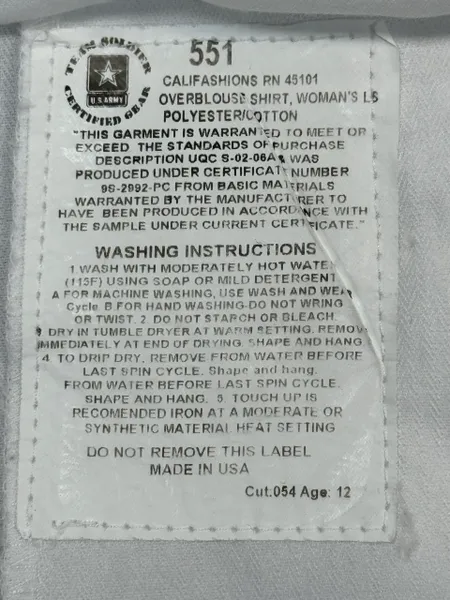 TEAM SOLDIER
U.S. ARMY
CERTIFIED GEAR
551
CALIFASHIONS RN 45101
OVERBLOUSE SHIRT, WOMAN'S LS
POLYESTER/COTTON
"THIS GARMENT IS WARRANTED TO MEET OR
EXCEED THE STANDARDS OF PURCHASE
DESCRIPTION UQC S-02-06A WAS
PRODUCED UNDER CERTIFICATE NUMBER
9S-2992-PC FROM BASIC MATERIALS
WARRANTED BY THE MANUFACTURER TO
HAVE BEEN PRODUCED IN ACCORDANCE WITH
THE SAMPLE UNDER CURRENT CERTIFICATE."
WASHING INSTRUCTIONS
1 WASH WITH MODERATELY HOT WATER
(115F) USING SOAP OR MILD DETERGENT
A FOR MACHINE WASHING, USE WASH AND WEAR
Cycle B FOR HAND WASHING-DO NOT WRING
OR TWIST. 2. DO NOT STARCH OR BLEACH.
3. DRY IN TUMBLE DRYER AT WARM SETTING. REMOVE
IMMEDIATELY AT END OF DRYING. SHAPE AND HANG
4. TO DRIP DRY, REMOVE FROM WATER BEFORE
LAST SPIN CYCLE. Shape and hang.
FROM WATER BEFORE LAST SPIN CYCLE.
SHAPE AND HANG. 5. TOUCH UP IS
RECOMENDED IRON AT A MODERATE OR
SYNTHETIC MATERIAL HEAT SETTING
DO NOT REMOVE THIS LABEL
MADE IN USA
Cut:054 Age: 12